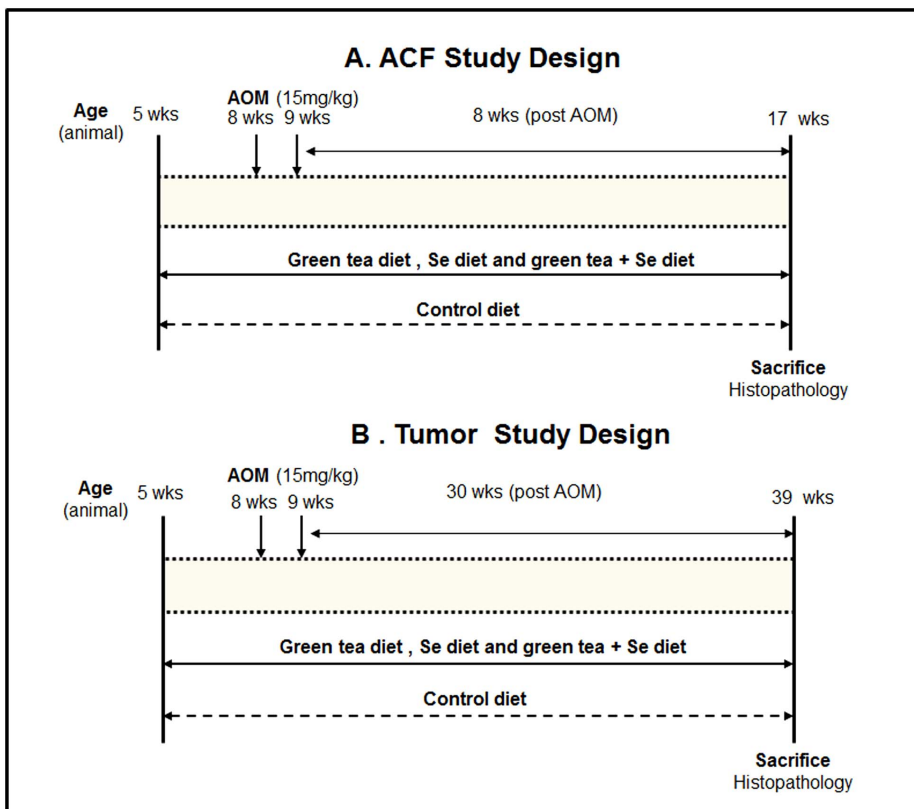 A. ACF Study Design
Age
(animal)
5 wks
AOM (15mg/kg)
8 wks 9 wks
8 wks (post AOM)
17 wks
Green tea diet , Se diet and green tea + Se diet
Control diet
Sacrifice
Histopathology
B . Tumor Study Design
Age
(animal)
5 wks
AOM (15mg/kg)
8 wks 9 wks
30 wks (post AOM)
39 wks
Green tea diet , Se diet and green tea + Se diet
Control diet
Sacrifice
Histopathology